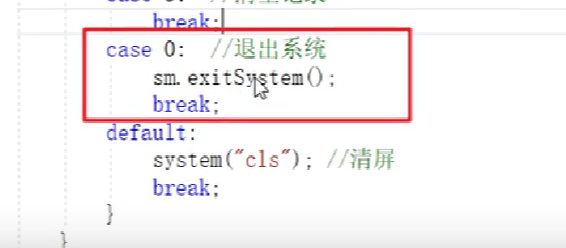 break;
case 0:  //退出系统
sm.exitSystem();
break;
default:
system("cls"); //清屏
break;
}
}